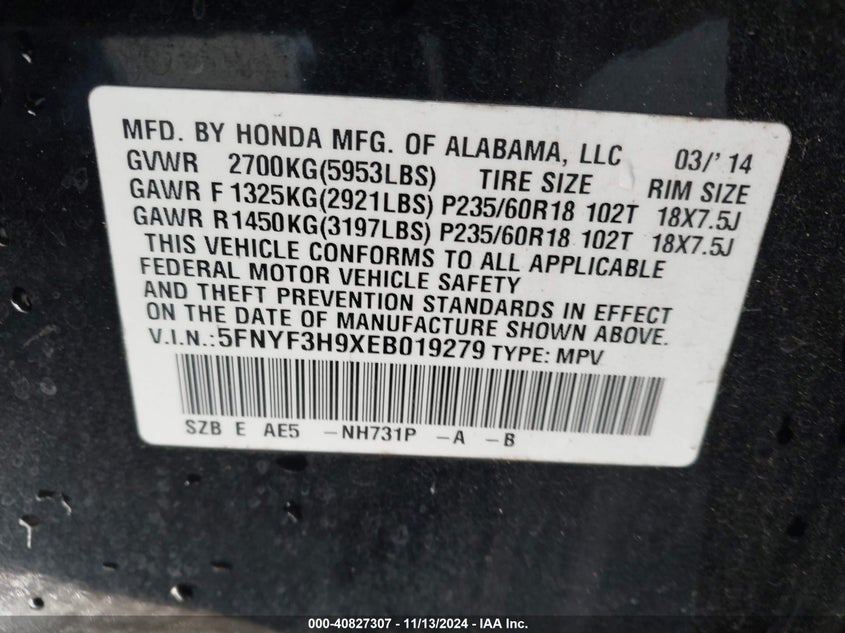 MFD. BY HONDA MFG. OF ALABAMA, LLC 03/' 14
GVWR 2700KG(5953LBS) TIRE SIZE RIM SIZE
GAWR F 1325KG(2921LBS) P235/60R18 102T 18X7.5J
GAWR R1450KG(3197LBS) P235/60R18 102T 18X7.5J
THIS VEHICLE CONFORMS TO ALL APPLICABLE
FEDERAL MOTOR VEHICLE SAFETY
AND THEFT PREVENTION STANDARDS IN EFFECT
ON THE DATE OF MANUFACTURE SHOWN ABOVE.
V.I.N.:5FNYF3H9XEB019279 TYPE: MPV
SZB E AE5 -NH731P -A -B
000-40827307 - 11/13/2024 - IAA Inc.